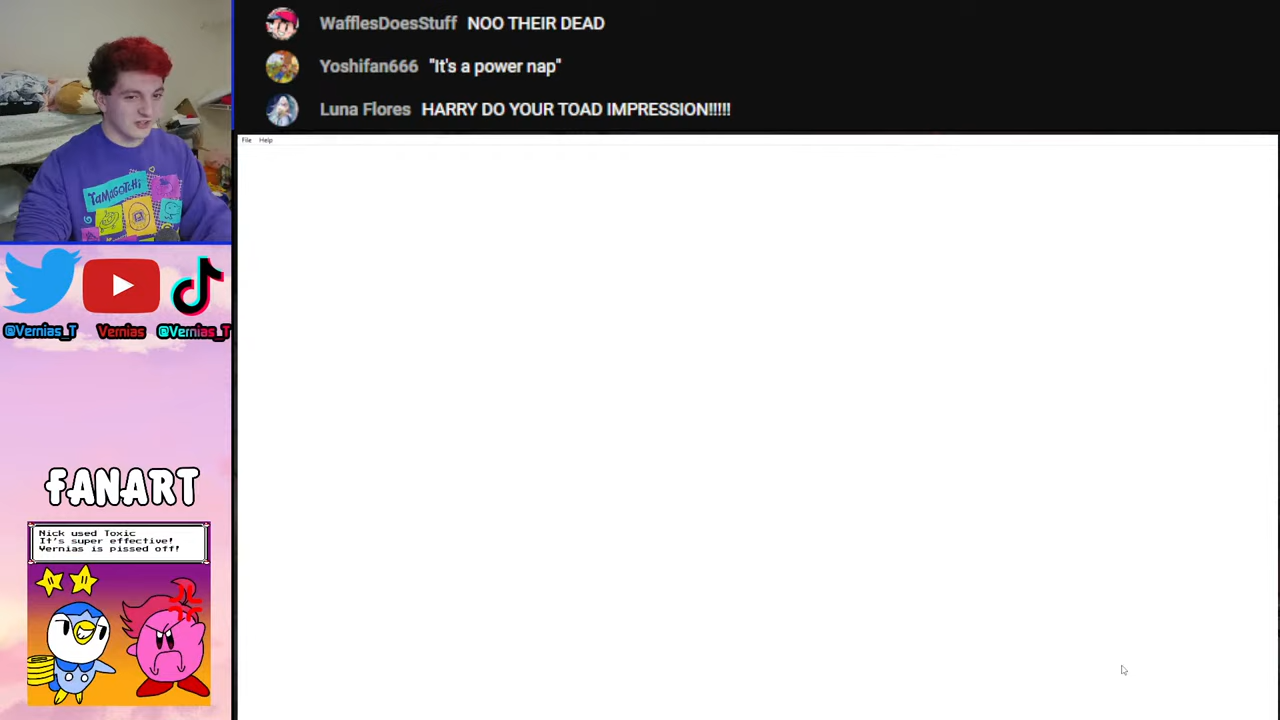 WafflesDoesStuff NOO THEIR DEAD
Yoshifan666 "It's a power nap"
Luna Flores HARRY DO YOUR TOAD IMPRESSION!!!!!
File Help
TaMaGOTCHi
@Vernias_T Vernias @Vernias_T
FANART
Nick used Toxic
It's super effective!
Vernias is pissed off!